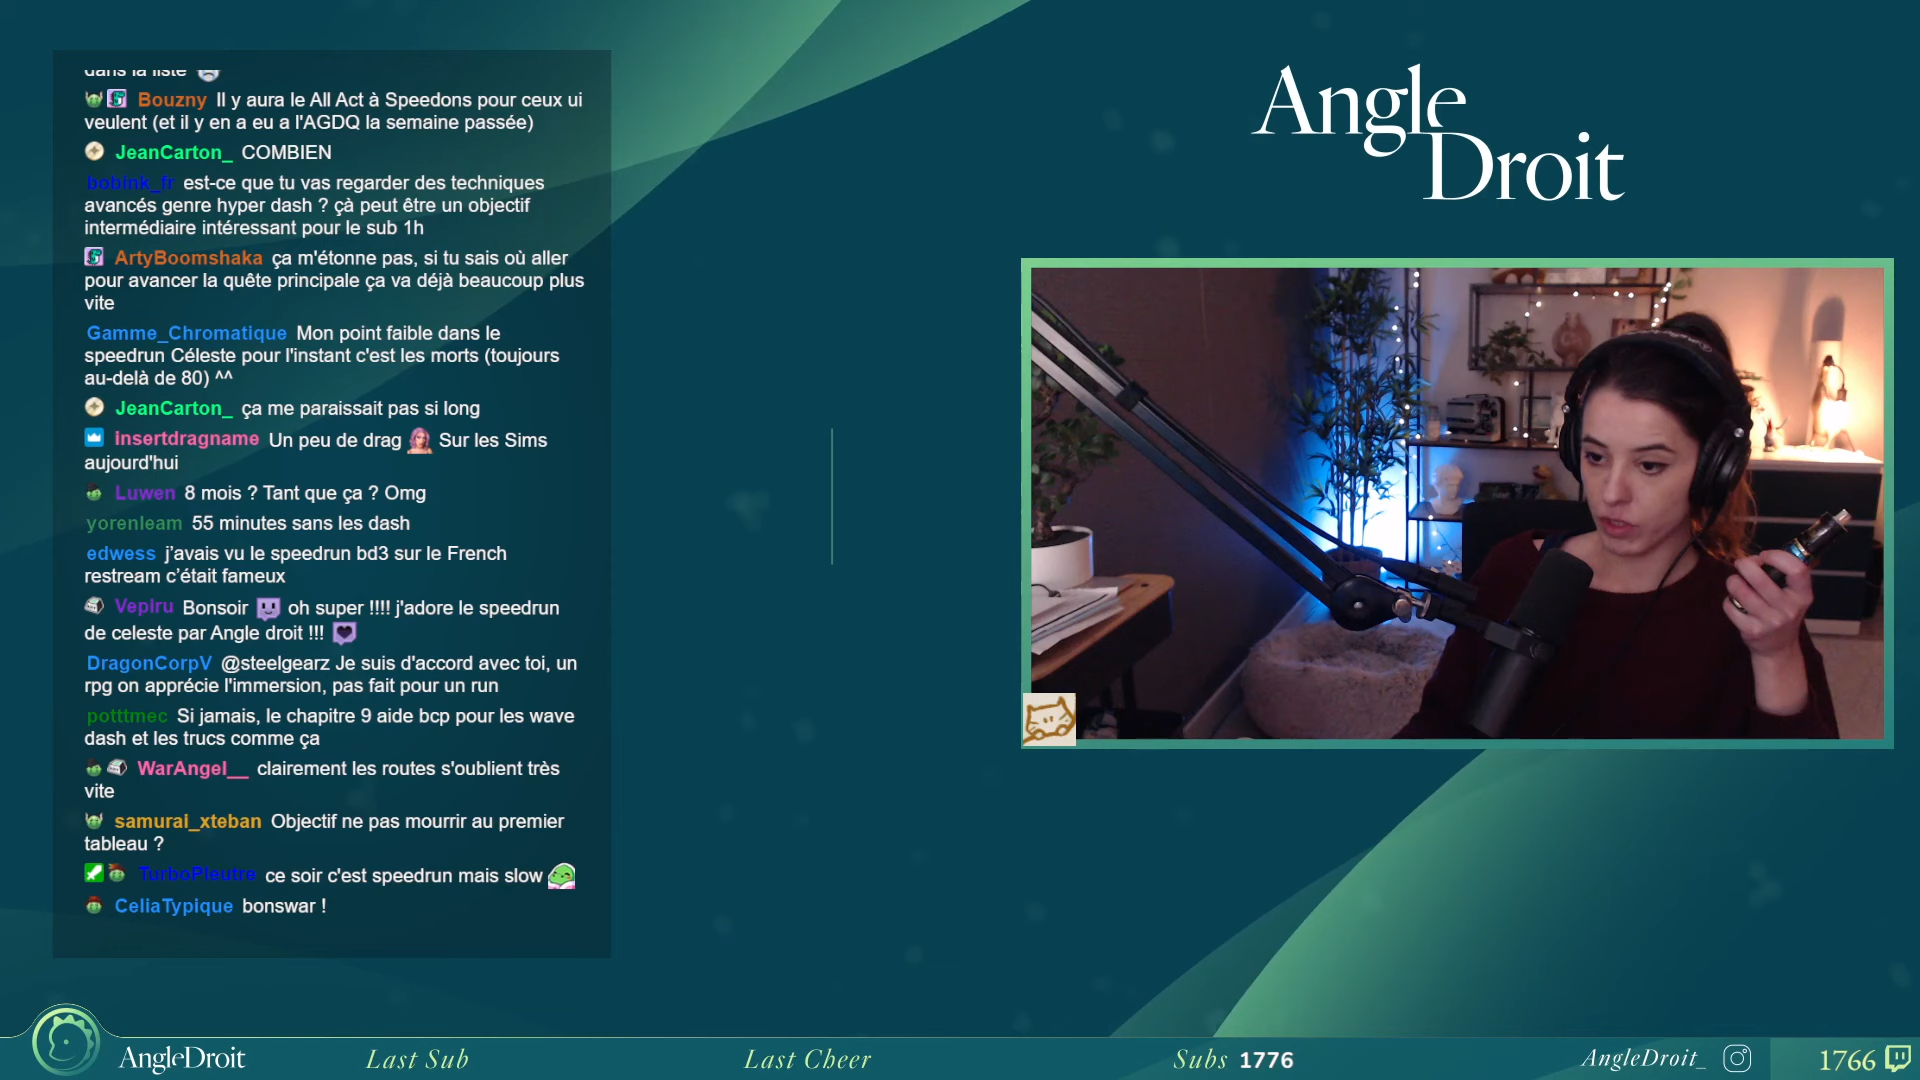 dans la liste
Bouzny Il y aura le All Act à Speedons pour ceux ui
veulent (et il y en a eu a l'AGDQ la semaine passée)
JeanCarton_ COMBIEN
bobink_fr est-ce que tu vas regarder des techniques
avancés genre hyper dash ? çà peut être un objectif
intermédiaire intéressant pour le sub 1h
ArtyBoomshaka ça m'étonne pas, si tu sais où aller
pour avancer la quête principale ça va déjà beaucoup plus
vite
Gamme_Chromatique Mon point faible dans le
speedrun Céleste pour l'instant c'est les morts (toujours
au-delà de 80) ^^
JeanCarton_ ça me paraissait pas si long
insertdragname Un peu de drag Sur les Sims
aujourd'hui
Luwen 8 mois ? Tant que ça ? Omg
yorenleam 55 minutes sans les dash
edwess j’avais vu le speedrun bd3 sur le French
restream c’était fameux
Veplru Bonsoir oh super !!!! j'adore le speedrun
de celeste par Angle droit !!!
DragonCorpV @steelgearz Je suis d'accord avec toi, un
rpg on apprécie l'immersion, pas fait pour un run
potttmec Si jamais, le chapitre 9 aide bcp pour les wave
dash et les trucs comme ça
WarAngel__ clairement les routes s'oublient très
vite
samurai_xteban Objectif ne pas mourrir au premier
tableau ?
TurboPleutre ce soir c'est speedrun mais slow
CeliaTypique bonswar !
Angle
Droit
AngleDroit
Last Sub
Last Cheer
Subs 1776
AngleDroit_
1766